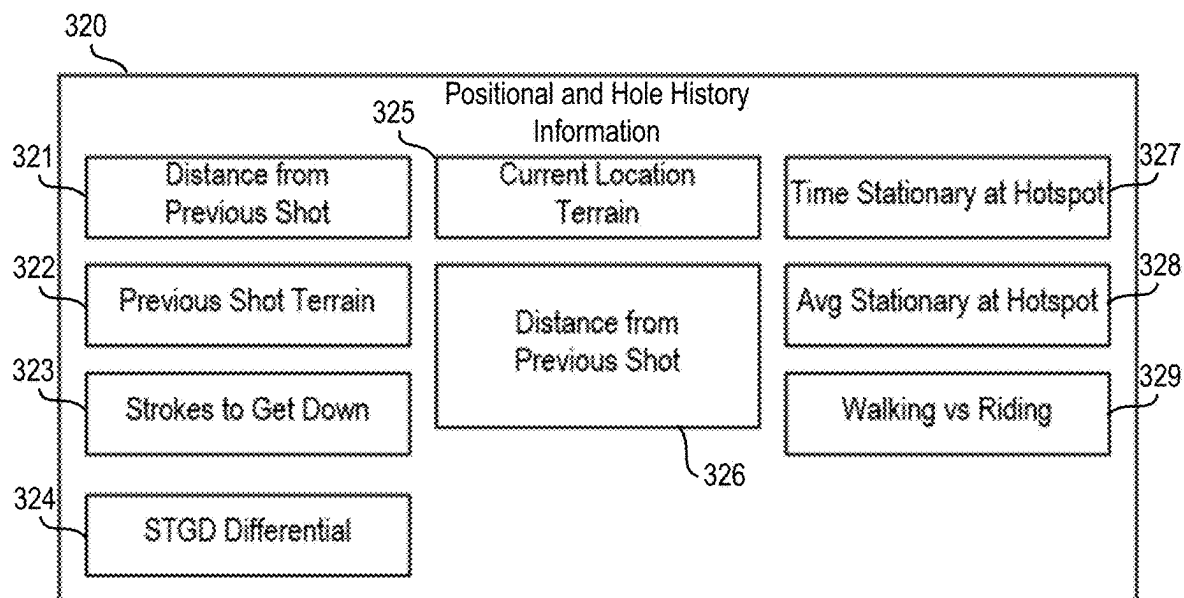 320
Positional and Hole History
Information
325
321
Distance from
Previous Shot
Current Location
Terrain
Time Stationary at Hotspot
327
322
Previous Shot Terrain
Distance from
Previous Shot
Avg Stationary at Hotspot
328
323
Strokes to Get Down
Walking vs Riding
329
326
324
STGD Differential